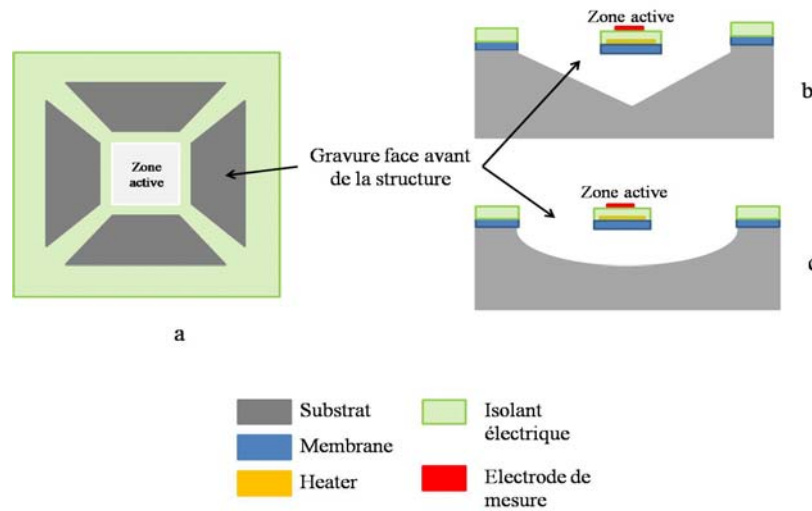 Zone active
b
Zone
active
Gravure face avant
de la structure
Zone active
c
a
Substrat
Isolant
électrique
Membrane
Heater
Electrode de
mesure